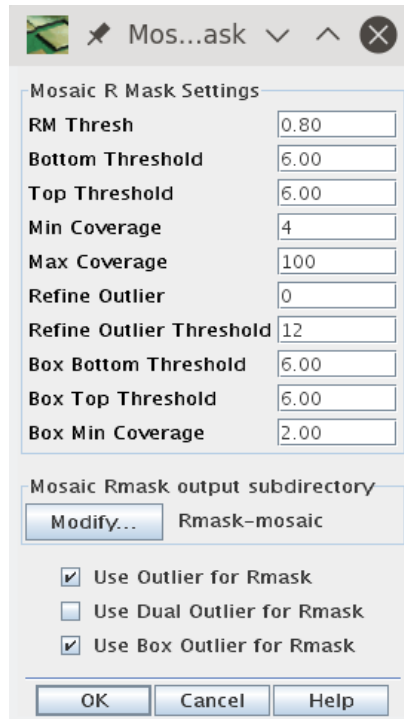 Mos...ask
Mosaic R Mask Settings
RM Thresh 0.80
Bottom Threshold 6.00
Top Threshold 6.00
Min Coverage 4
Max Coverage 100
Refine Outlier 0
Refine Outlier Threshold 12
Box Bottom Threshold 6.00
Box Top Threshold 6.00
Box Min Coverage 2.00
Mosaic Rmask output subdirectory
Modify... Rmask-mosaic
Use Outlier for Rmask
Use Dual Outlier for Rmask
Use Box Outlier for Rmask
OK Cancel Help